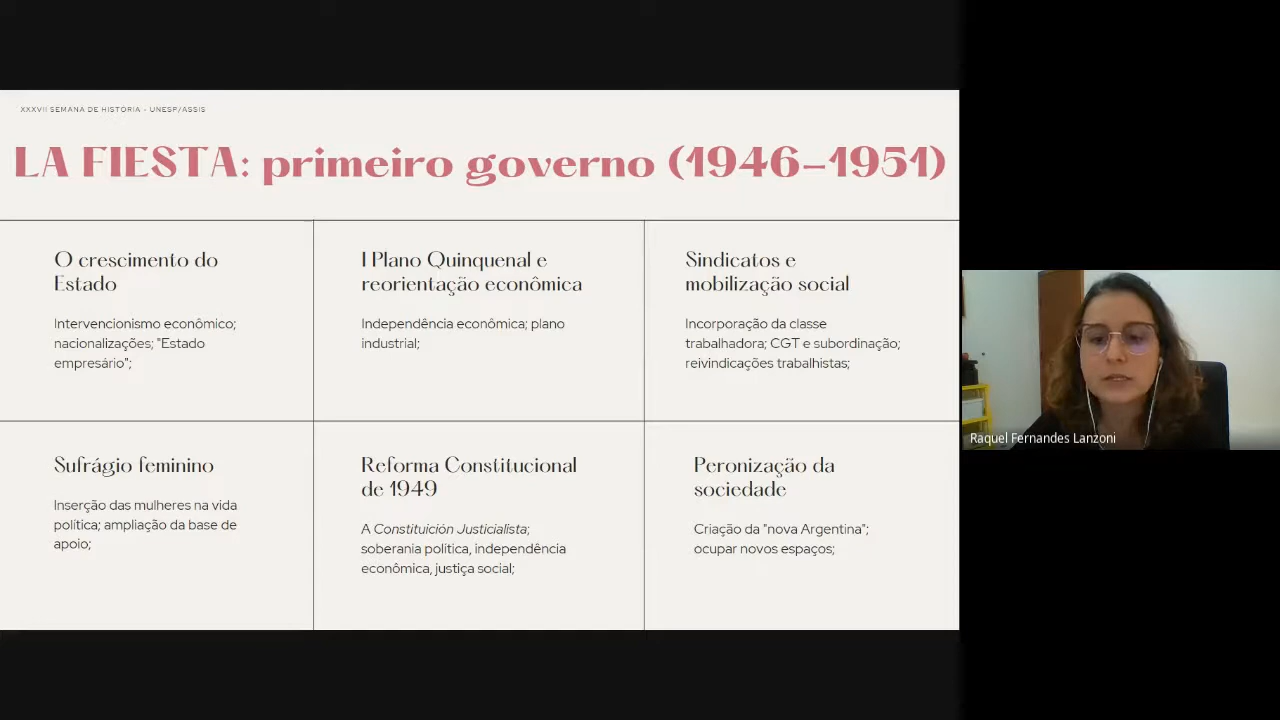 XXXVII SEMANA DE HISTÓRIA - UNESP/ASSIS
LA FIESTA: primeiro governo (1946–1951)
O crescimento do
Estado
Intervencionismo econômico;
nacionalizações; "Estado
empresário";
I Plano Quinquenal e
reorientação econômica
Independência econômica; plano
industrial;
Sindicatos e
mobilização social
Incorporação da classe
trabalhadora; CGT e subordinação;
reivindicações trabalhistas;
Sufrágio feminino
Inserção das mulheres na vida
política; ampliação da base de
apoio;
Reforma Constitucional
de 1949
A Constituición Justicialista;
soberania política, independência
econômica, justiça social;
Peronização da
sociedade
Criação da "nova Argentina";
ocupar novos espaços;
Raquel Fernandes Lanzoni